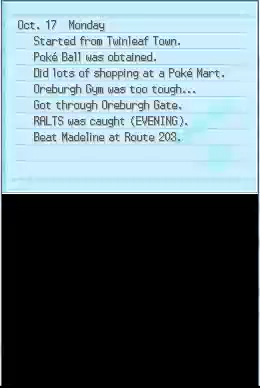 Oct. 17 Monday
Started from Twinleaf Town.
Poké Ball was obtained.
Did lots of shopping at a Poké Mart.
Oreburgh Gym was too tough...
Got through Oreburgh Gate.
RALTS was caught (EVENING).
Beat Madeline at Route 203.